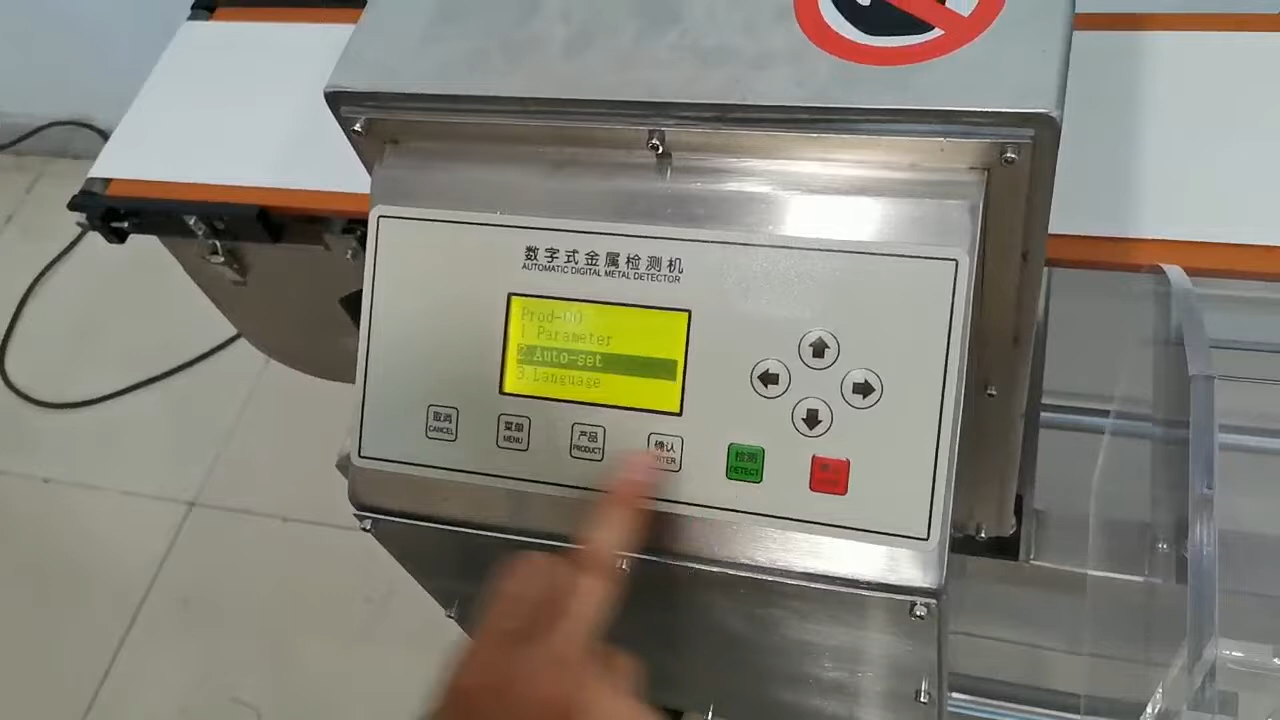 数字式金属检测机
AUTOMATIC DIGITAL METAL DETECTOR
Prod-00
1 Parameter
2.Auto-set
3.Language
取消
CANCEL
菜单
MENU
产品
PRODUCT
确认
检测
DETECT